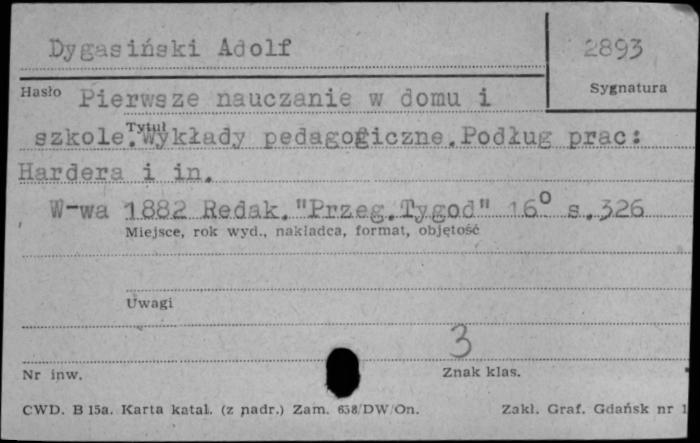 Dygasiński Adolf 2893
Hasło Sygnatura
Pierwsze nauczanie w domu i
Tytuł
szkole.Wykłady pedagogiczne.Podług prac:
Hardera i in.
W-wa 1882 Redak."Przeg.Tygod" 16° s.326
Miejsce, rok wyd., nakładca, format, objętość
Uwagi
3
Nr inw. Znak klas.
CWD. B 15a. Karta katal. (z nadr.) Zam. 658/DW/On. Zakł. Graf. Gdańsk nr 1